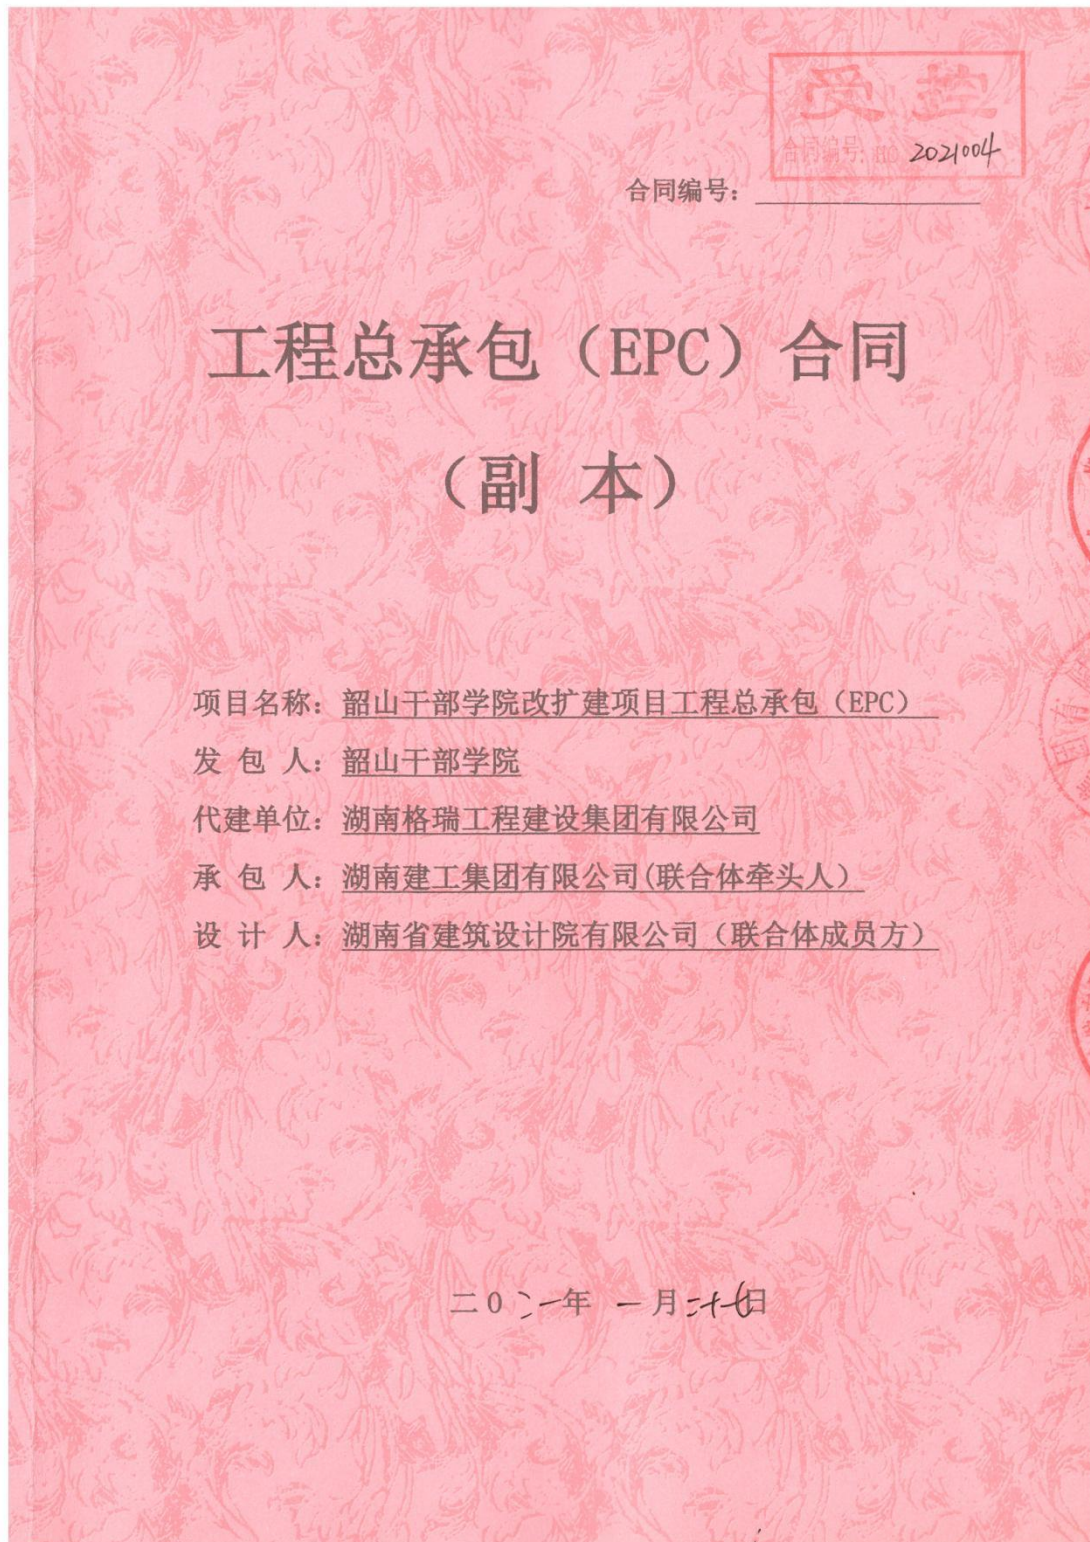 受控
合同编号: HD 2021004
合同编号：
工程总承包（EPC）合同
（副 本）
项目名称：韶山干部学院改扩建项目工程总承包（EPC）
发 包 人：韶山干部学院
代建单位：湖南格瑞工程建设集团有限公司
承 包 人：湖南建工集团有限公司(联合体牵头人）
设 计 人：湖南省建筑设计院有限公司（联合体成员方）
二0二一年 一月二十七日